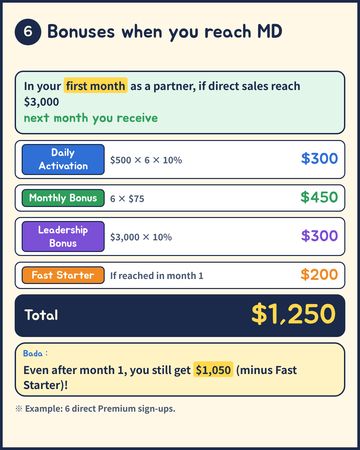 6 Bonuses when you reach MD
In your first month as a partner, if direct sales reach
$3,000
next month you receive
Daily
Activation
$500 × 6 × 10%
$300
Monthly Bonus 6 × $75 $450
Leadership
Bonus
$3,000 × 10%
$300
Fast Starter If reached in month 1 $200
Total $1,250
Bada :
Even after month 1, you still get $1,050 (minus Fast
Starter)!
※ Example: 6 direct Premium sign-ups.